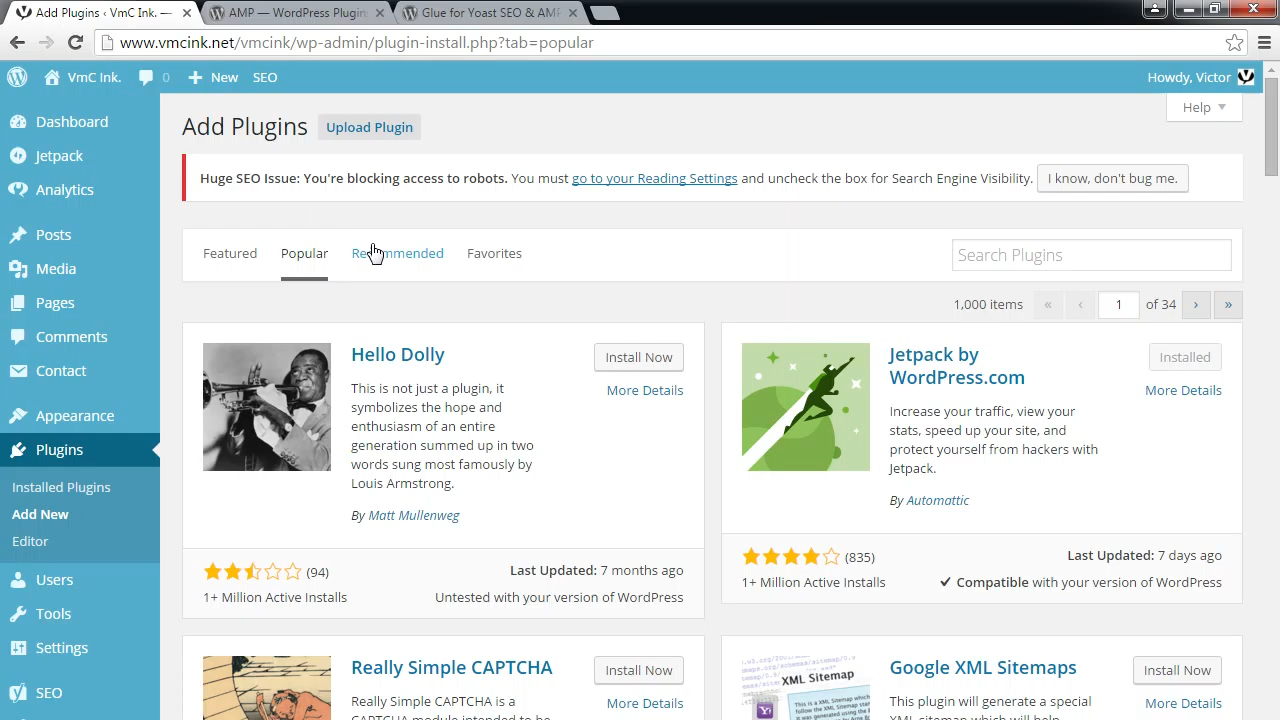 Add Plugins ‹ VmC Ink. —
AMP — WordPress Plugins
Glue for Yoast SEO & AMP
www.vmcink.net/vmcink/wp-admin/plugin-install.php?tab=popular
VmC Ink.
0
New
SEO
Howdy, Victor
Dashboard
Jetpack
Analytics
Posts
Media
Pages
Comments
Contact
Appearance
Plugins
Installed Plugins
Add New
Editor
Users
Tools
Settings
SEO
Help
Add Plugins
Upload Plugin
Huge SEO Issue: You're blocking access to robots. You must go to your Reading Settings and uncheck the box for Search Engine Visibility.
I know, don't bug me.
Featured
Popular
Recommended
Favorites
Search Plugins
1,000 items « ‹ 1 of 34 › »
Hello Dolly
Install Now
More Details
This is not just a plugin, it
symbolizes the hope and
enthusiasm of an entire
generation summed up in two
words sung most famously by
Louis Armstrong.
By Matt Mullenweg
(94)
1+ Million Active Installs
Last Updated: 7 months ago
Untested with your version of WordPress
Jetpack by
WordPress.com
Installed
More Details
Increase your traffic, view your
stats, speed up your site, and
protect yourself from hackers with
Jetpack.
By Automattic
(835)
1+ Million Active Installs
Last Updated: 7 days ago
Compatible with your version of WordPress
Really Simple CAPTCHA
Install Now
More Details
Really Simple CAPTCHA is a
CAPTCHA module intended to be
XML Sitemap
Google XML Sitemaps
Install Now
More Details
This plugin will generate a special
XML sitemap which will help